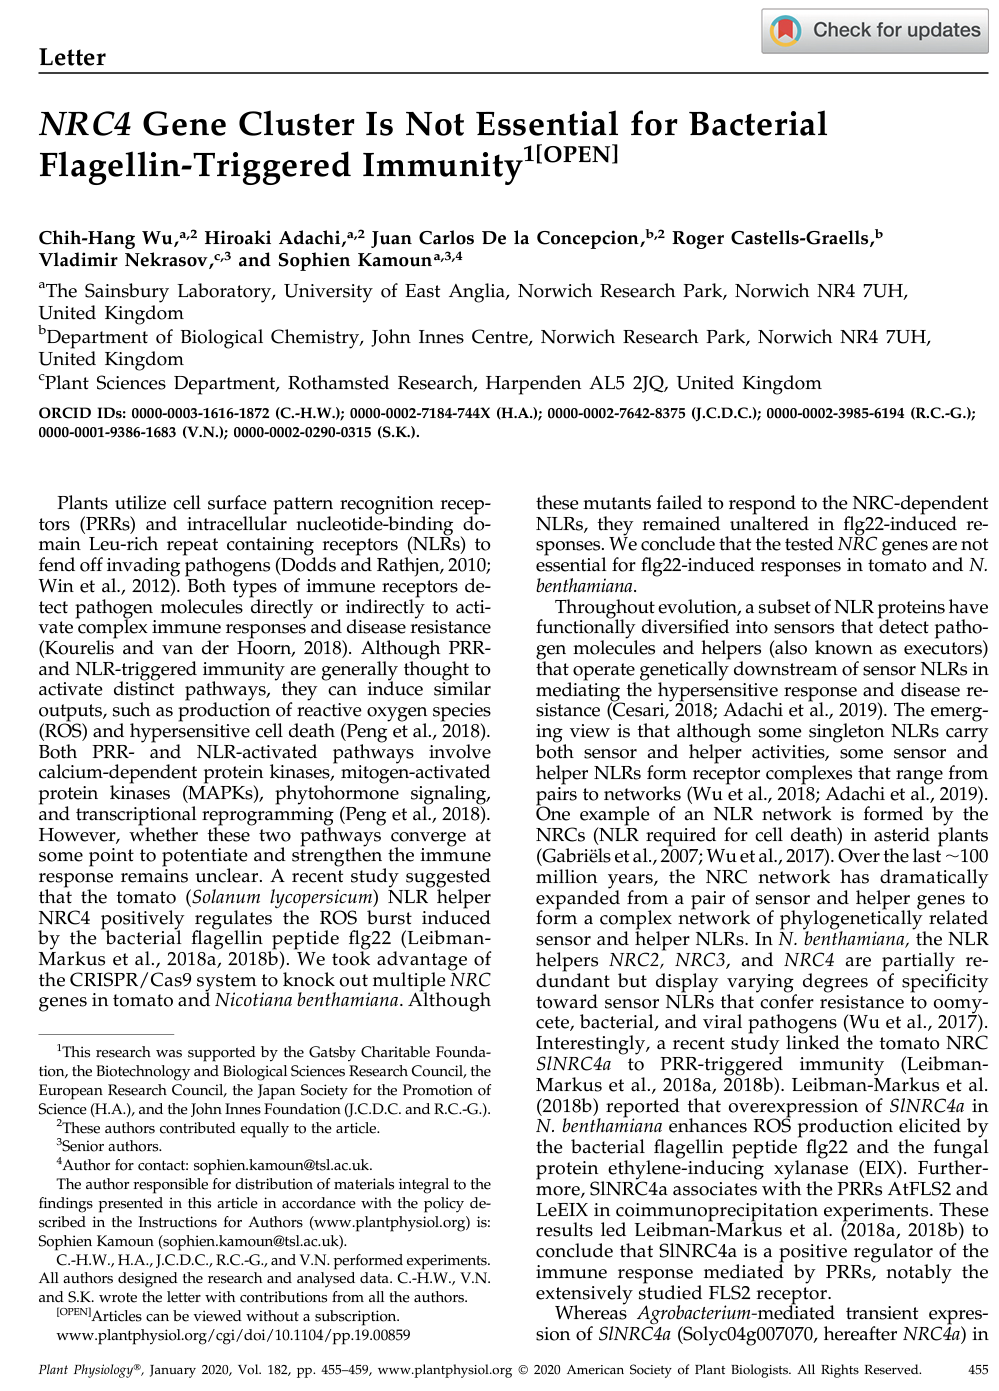 Check for updates
Letter
NRC4 Gene Cluster Is Not Essential for Bacterial
Flagellin-Triggered Immunity1[OPEN]
Chih-Hang Wu,a,2 Hiroaki Adachi,a,2 Juan Carlos De la Concepcion,b,2 Roger Castells-Graells,b
Vladimir Nekrasov,c,3 and Sophien Kamouna,3,4
aThe Sainsbury Laboratory, University of East Anglia, Norwich Research Park, Norwich NR4 7UH,
United Kingdom
bDepartment of Biological Chemistry, John Innes Centre, Norwich Research Park, Norwich NR4 7UH,
United Kingdom
cPlant Sciences Department, Rothamsted Research, Harpenden AL5 2JQ, United Kingdom
ORCID IDs: 0000-0003-1616-1872 (C.-H.W.); 0000-0002-7184-744X (H.A.); 0000-0002-7642-8375 (J.C.D.C.); 0000-0002-3985-6194 (R.C.-G.);
0000-0001-9386-1683 (V.N.); 0000-0002-0290-0315 (S.K.).
Plants utilize cell surface pattern recognition recep-
tors (PRRs) and intracellular nucleotide-binding do-
main Leu-rich repeat containing receptors (NLRs) to
fend off invading pathogens (Dodds and Rathjen, 2010;
Win et al., 2012). Both types of immune receptors de-
tect pathogen molecules directly or indirectly to acti-
vate complex immune responses and disease resistance
(Kourelis and van der Hoorn, 2018). Although PRR-
and NLR-triggered immunity are generally thought to
activate distinct pathways, they can induce similar
outputs, such as production of reactive oxygen species
(ROS) and hypersensitive cell death (Peng et al., 2018).
Both PRR- and NLR-activated pathways involve
calcium-dependent protein kinases, mitogen-activated
protein kinases (MAPKs), phytohormone signaling,
and transcriptional reprogramming (Peng et al., 2018).
However, whether these two pathways converge at
some point to potentiate and strengthen the immune
response remains unclear. A recent study suggested
that the tomato (Solanum lycopersicum) NLR helper
NRC4 positively regulates the ROS burst induced
by the bacterial flagellin peptide flg22 (Leibman-
Markus et al., 2018a, 2018b). We took advantage of
the CRISPR/Cas9 system to knock out multiple NRC
genes in tomato and Nicotiana benthamiana. Although
1This research was supported by the Gatsby Charitable Founda-
tion, the Biotechnology and Biological Sciences Research Council, the
European Research Council, the Japan Society for the Promotion of
Science (H.A.), and the John Innes Foundation (J.C.D.C. and R.C.-G.).
2These authors contributed equally to the article.
3Senior authors.
4Author for contact: sophien.kamoun@tsl.ac.uk.
The author responsible for distribution of materials integral to the
findings presented in this article in accordance with the policy de-
scribed in the Instructions for Authors (www.plantphysiol.org) is:
Sophien Kamoun (sophien.kamoun@tsl.ac.uk).
C.-H.W., H.A., J.C.D.C., R.C.-G., and V.N. performed experiments.
All authors designed the research and analysed data. C.-H.W., V.N.
and S.K. wrote the letter with contributions from all the authors.
[OPEN]Articles can be viewed without a subscription.
www.plantphysiol.org/cgi/doi/10.1104/pp.19.00859
these mutants failed to respond to the NRC-dependent
NLRs, they remained unaltered in flg22-induced re-
sponses. We conclude that the tested NRC genes are not
essential for flg22-induced responses in tomato and N.
benthamiana.
Throughout evolution, a subset of NLR proteins have
functionally diversified into sensors that detect patho-
gen molecules and helpers (also known as executors)
that operate genetically downstream of sensor NLRs in
mediating the hypersensitive response and disease re-
sistance (Cesari, 2018; Adachi et al., 2019). The emerg-
ing view is that although some singleton NLRs carry
both sensor and helper activities, some sensor and
helper NLRs form receptor complexes that range from
pairs to networks (Wu et al., 2018; Adachi et al., 2019).
One example of an NLR network is formed by the
NRCs (NLR required for cell death) in asterid plants
(Gabriëls et al., 2007; Wu et al., 2017). Over the last ~100
million years, the NRC network has dramatically
expanded from a pair of sensor and helper genes to
form a complex network of phylogenetically related
sensor and helper NLRs. In N. benthamiana, the NLR
helpers NRC2, NRC3, and NRC4 are partially re-
dundant but display varying degrees of specificity
toward sensor NLRs that confer resistance to oomy-
cete, bacterial, and viral pathogens (Wu et al., 2017).
Interestingly, a recent study linked the tomato NRC
SlNRC4a to PRR-triggered immunity (Leibman-
Markus et al., 2018a, 2018b). Leibman-Markus et al.
(2018b) reported that overexpression of SlNRC4a in
N. benthamiana enhances ROS production elicited by
the bacterial flagellin peptide flg22 and the fungal
protein ethylene-inducing xylanase (EIX). Further-
more, SlNRC4a associates with the PRRs AtFLS2 and
LeEIX in coimmunoprecipitation experiments. These
results led Leibman-Markus et al. (2018a, 2018b) to
conclude that SlNRC4a is a positive regulator of the
immune response mediated by PRRs, notably the
extensively studied FLS2 receptor.
Whereas Agrobacterium-mediated transient expres-
sion of SlNRC4a (Solyc04g007070, hereafter NRC4a) in
Plant Physiology®, January 2020, Vol. 182, pp. 455–459, www.plantphysiol.org © 2020 American Society of Plant Biologists. All Rights Reserved. 455